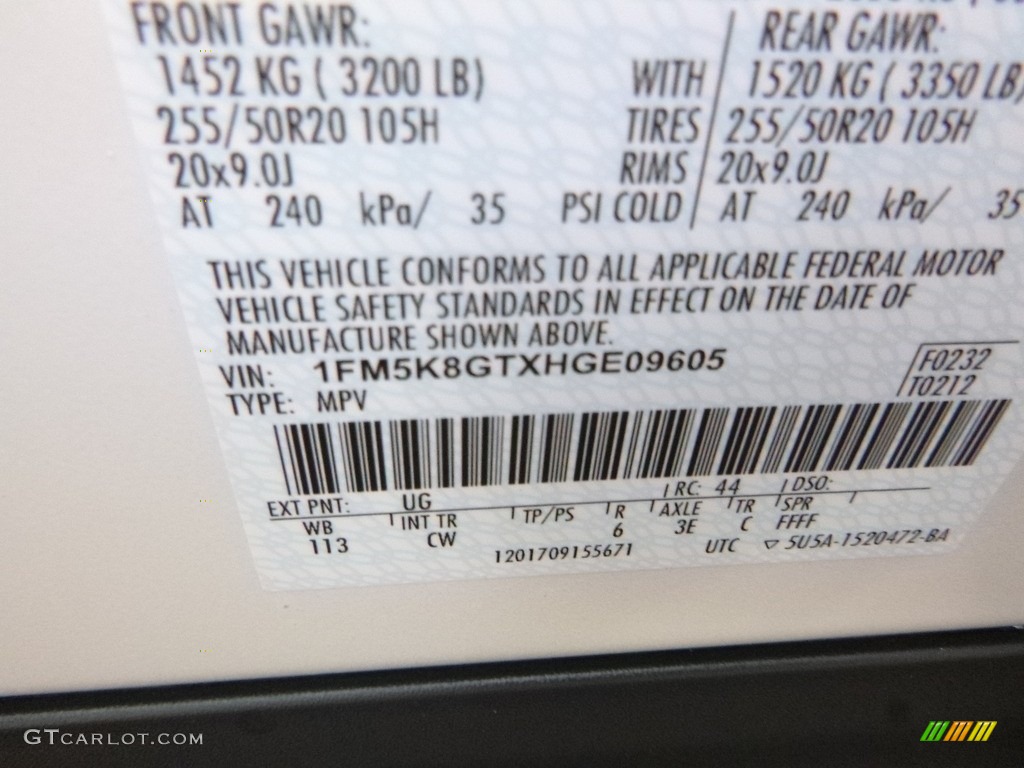 FRONT GAWR: REAR GAWR:
1452 KG ( 3200 LB) WITH 1520 KG ( 3350 LB)
255/50R20 105H TIRES 255/50R20 105H
20x9.0J RIMS 20x9.0J
AT 240 kPa/ 35 PSI COLD AT 240 kPa/ 35
THIS VEHICLE CONFORMS TO ALL APPLICABLE FEDERAL MOTOR
VEHICLE SAFETY STANDARDS IN EFFECT ON THE DATE OF
MANUFACTURE SHOWN ABOVE.
VIN: 1FM5K8GTXHGE09605 F0232
TYPE: MPV T0212
EXT PNT: UG RC: 44 DSO:
WB INT TR TP/PS R AXLE TR SPR
113 CW 6 3E C FFFF
1201709155671 UTC ▽ 5U5A-1520472-BA
GTCARLOT.COM